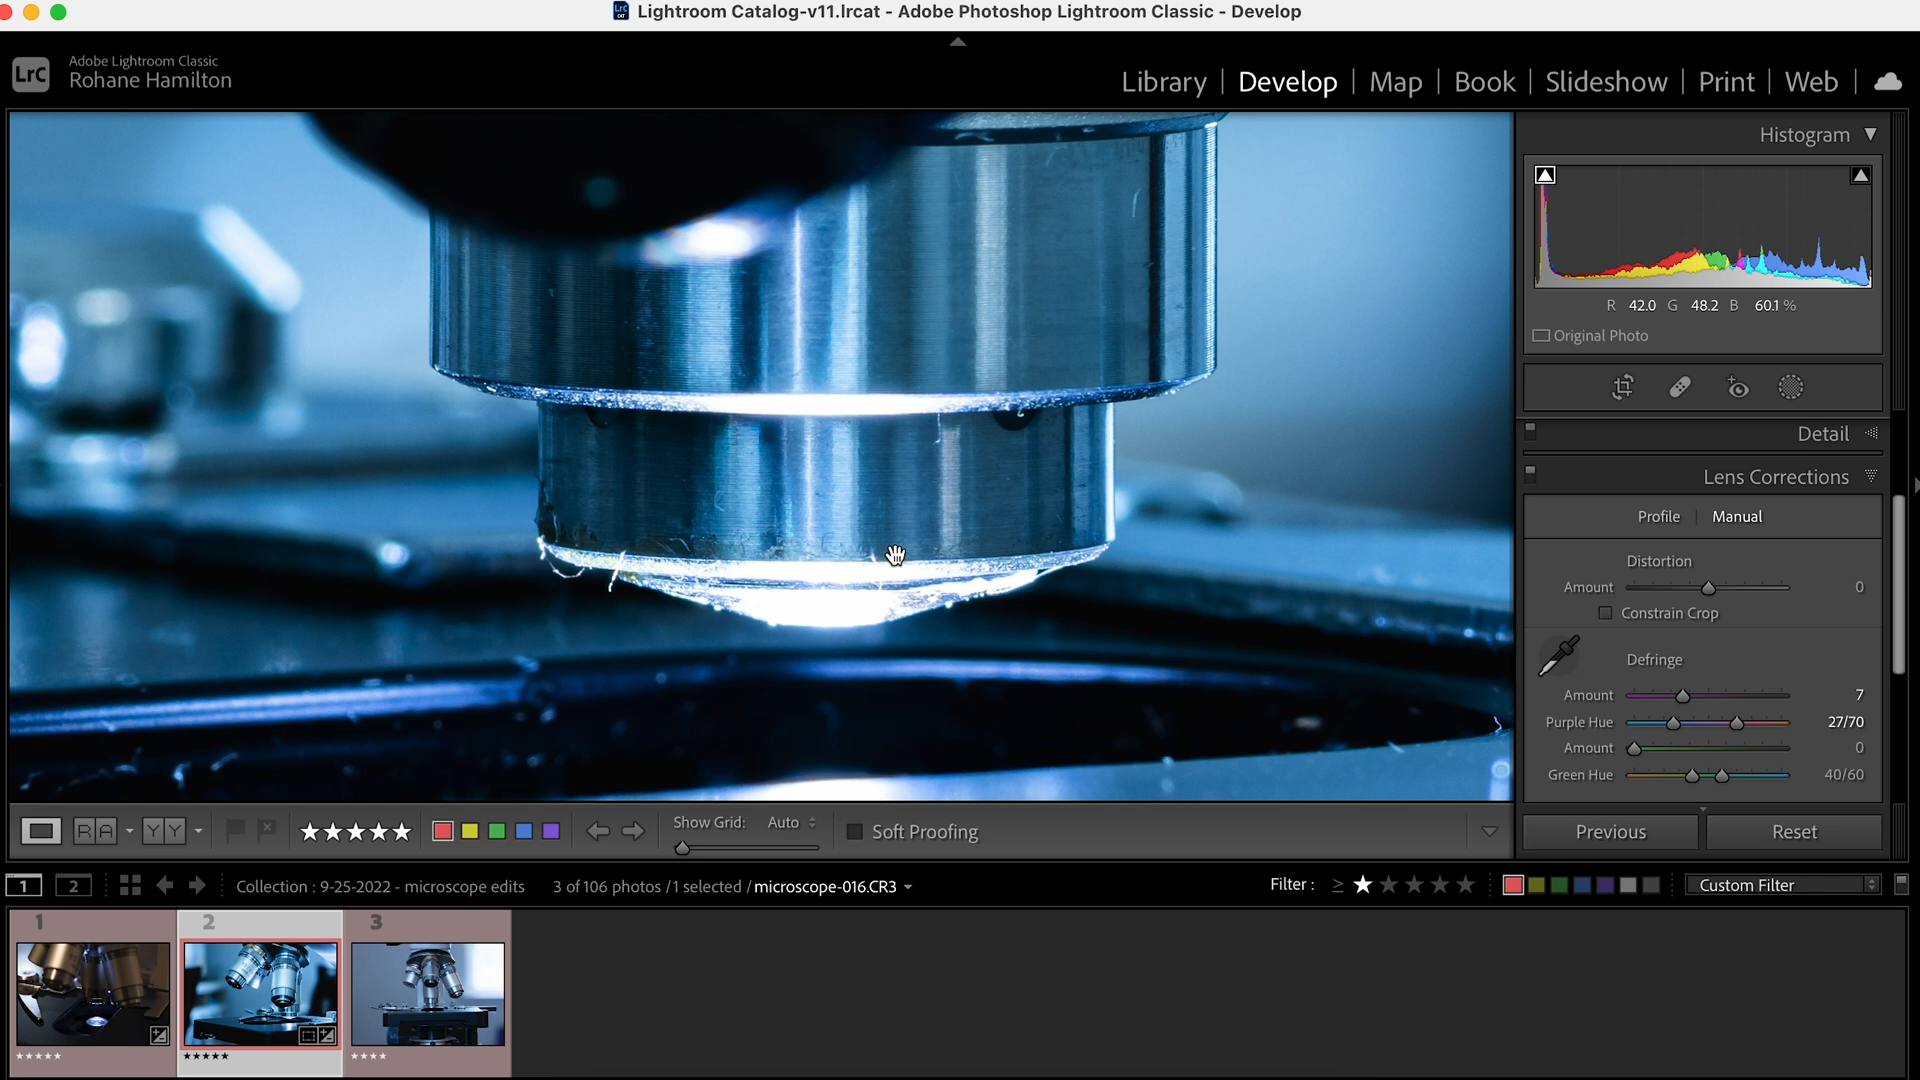 Lightroom Catalog-v11.lrcat - Adobe Photoshop Lightroom Classic - Develop
LrC
Adobe Lightroom Classic
Rohane Hamilton
Library | Develop | Map | Book | Slideshow | Print | Web
Histogram
R 42.0 G 48.2 B 60.1 %
Original Photo
Detail
Lens Corrections
Profile | Manual
Distortion
Amount 0
Constrain Crop
Defringe
Amount 7
Purple Hue 27/70
Amount 0
Green Hue 40/60
R A Y Y Show Grid: Auto Soft Proofing
Previous Reset
1 2 Collection : 9-25-2022 - microscope edits 3 of 106 photos / 1 selected / microscope-016.CR3 Filter : ≥ Custom Filter
1 2 3